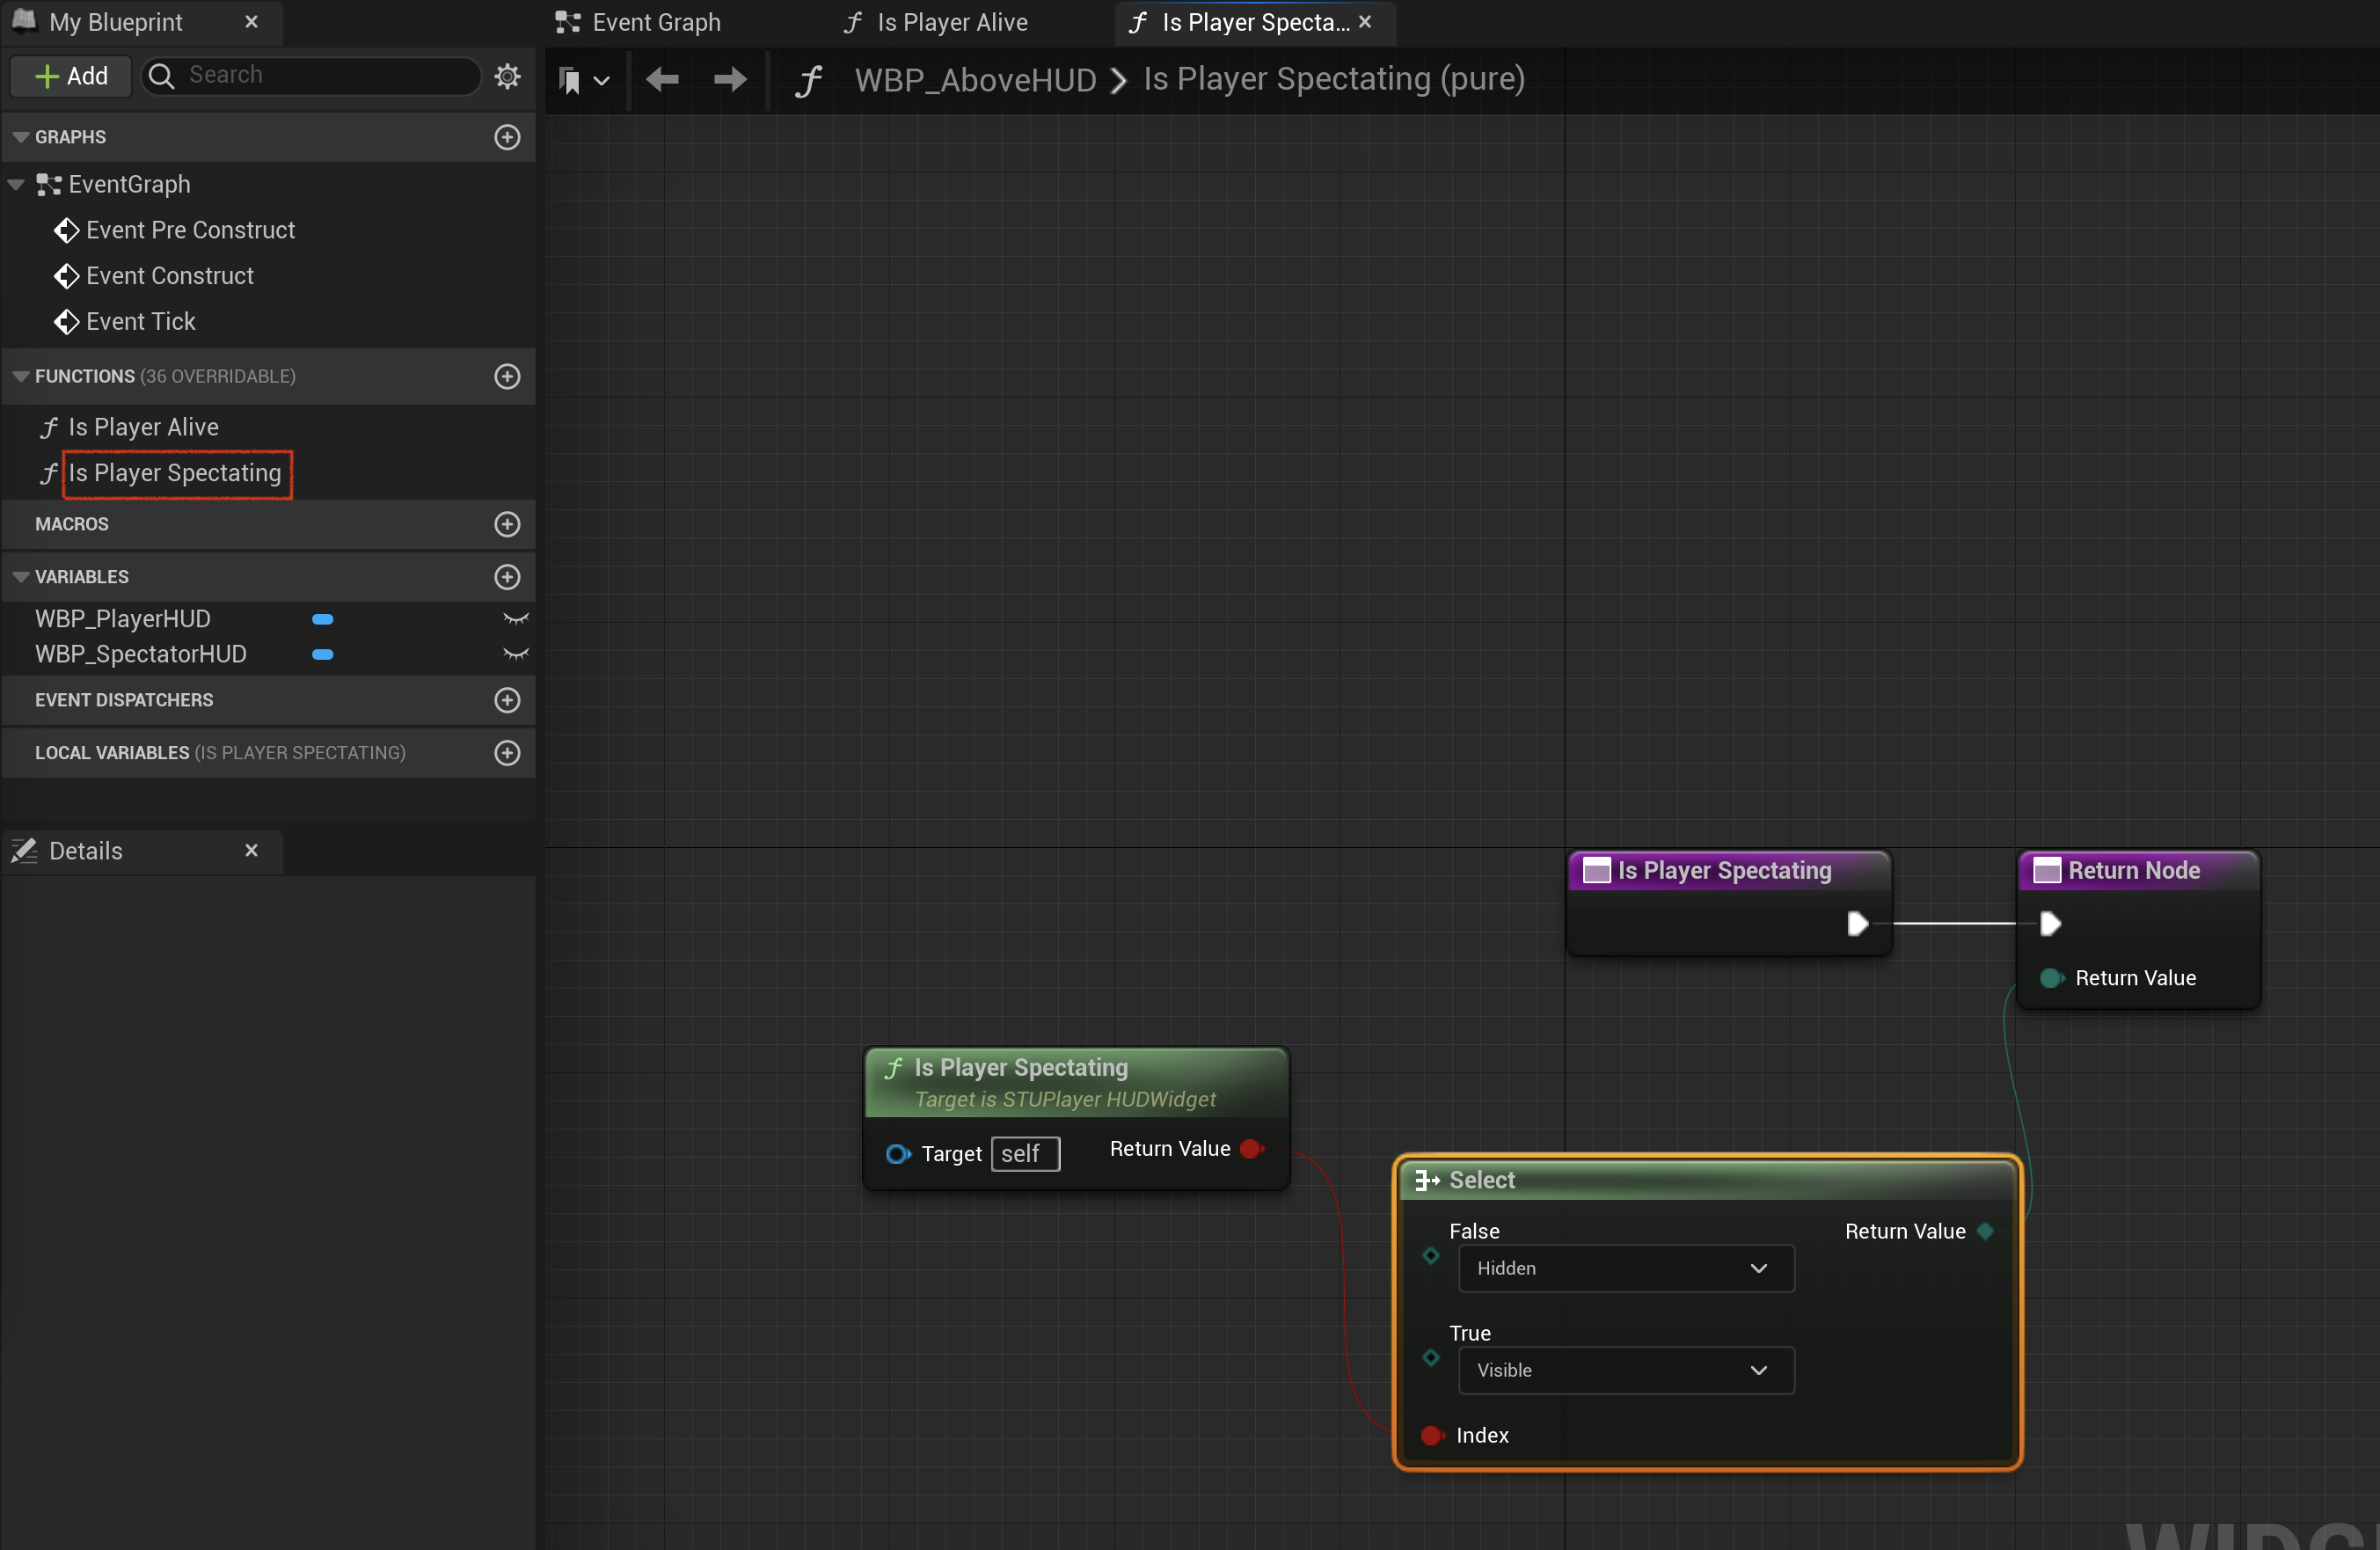 My Blueprint
Add
Search
GRAPHS
EventGraph
Event Pre Construct
Event Construct
Event Tick
FUNCTIONS (36 OVERRIDABLE)
Is Player Alive
Is Player Spectating
MACROS
VARIABLES
WBP_PlayerHUD
WBP_SpectatorHUD
EVENT DISPATCHERS
LOCAL VARIABLES (IS PLAYER SPECTATING)
Details
Event Graph
Is Player Alive
Is Player Specta...
WBP_AboveHUD > Is Player Spectating (pure)
Is Player Spectating
Return Node
Return Value
Is Player Spectating
Target is STUPlayer HUDWidget
Target self
Return Value
Select
False
Hidden
Return Value
True
Visible
Index